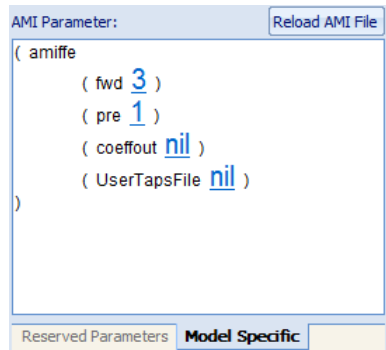 AMI Parameter: Reload AMI File
( amiffe
( fwd 3 )
( pre 1 )
( coeffout nil )
( UserTapsFile nil )
)
Reserved Parameters Model Specific